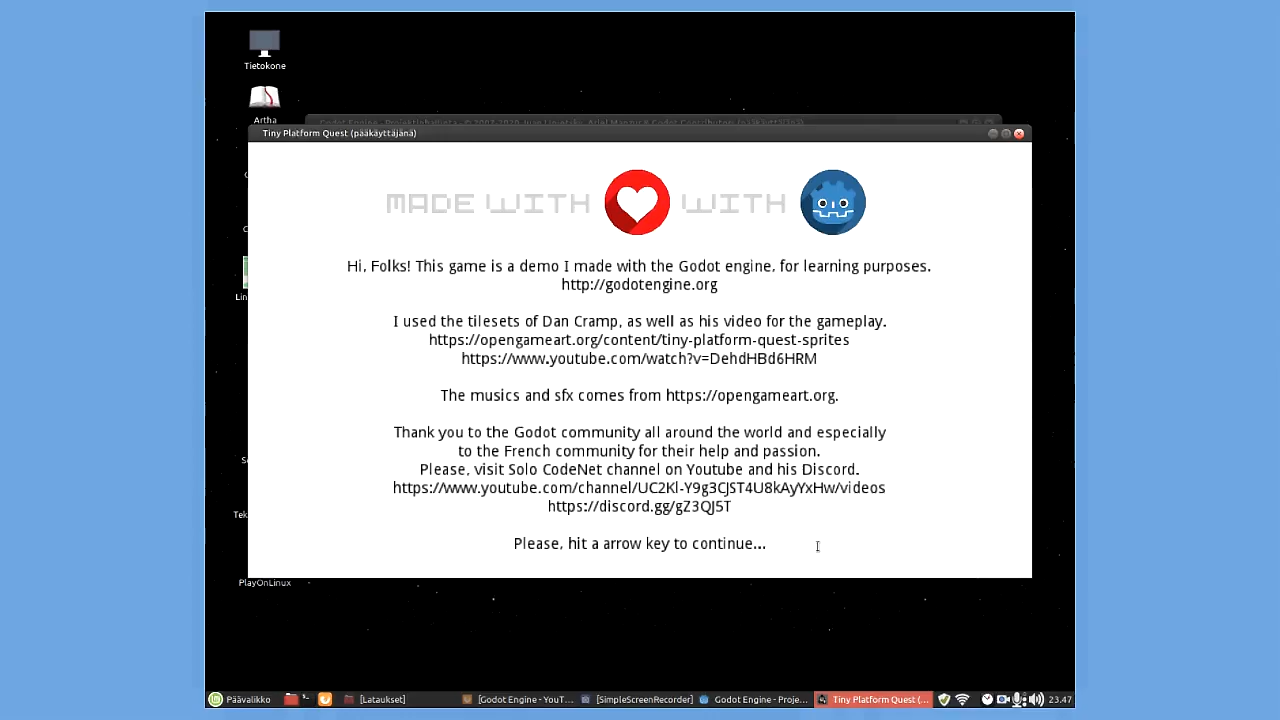 Tietokone
Artha
Tiny Platform Quest (pääkäyttäjänä)
MADE WITH WITH
Hi, Folks! This game is a demo I made with the Godot engine, for learning purposes.
http://godotengine.org
I used the tilesets of Dan Cramp, as well as his video for the gameplay.
https://opengameart.org/content/tiny-platform-quest-sprites
https://www.youtube.com/watch?v=DehdHBd6HRM
The musics and sfx comes from https://opengameart.org.
Thank you to the Godot community all around the world and especially
to the French community for their help and passion.
Please, visit Solo CodeNet channel on Youtube and his Discord.
https://www.youtube.com/channel/UC2Kl-Y9g3CJST4U8kAyYxHw/videos
https://discord.gg/gZ3QJ5T
Please, hit a arrow key to continue...
PlayOnLinux
Päävalikko [Lataukset] [Godot Engine - YouT... [SimpleScreenRecorder] Godot Engine - Proje... Tiny Platform Quest (... 23.47